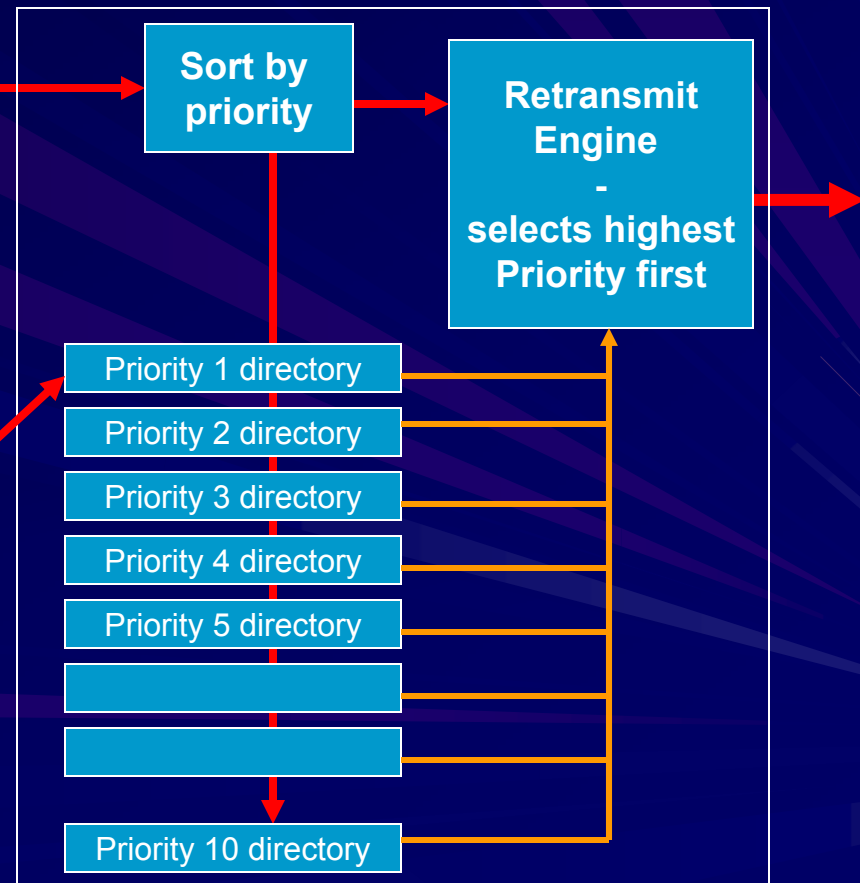 Sort by
priority
Retransmit
Engine
-
selects highest
Priority first
Priority 1 directory
Priority 2 directory
Priority 3 directory
Priority 4 directory
Priority 5 directory
Priority 10 directory